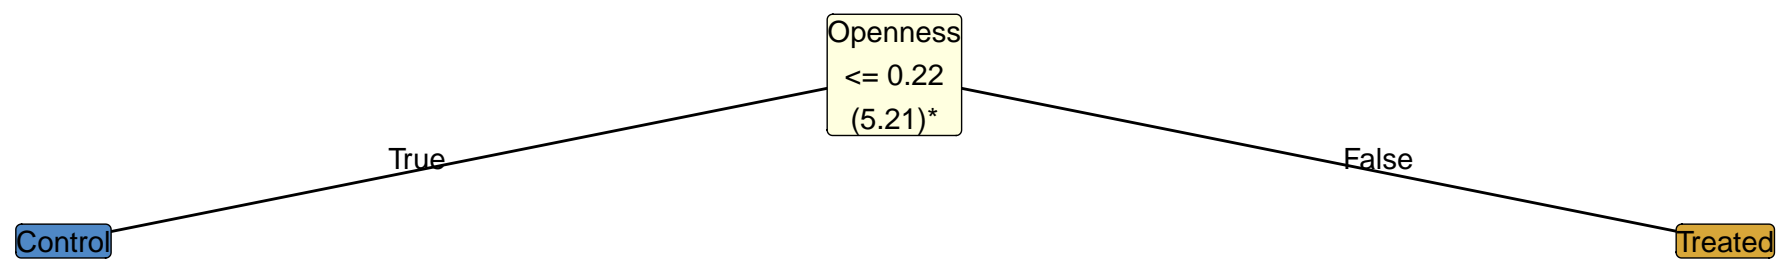 Openness
<= 0.22
(5.21)*
True
False
Control
Treated